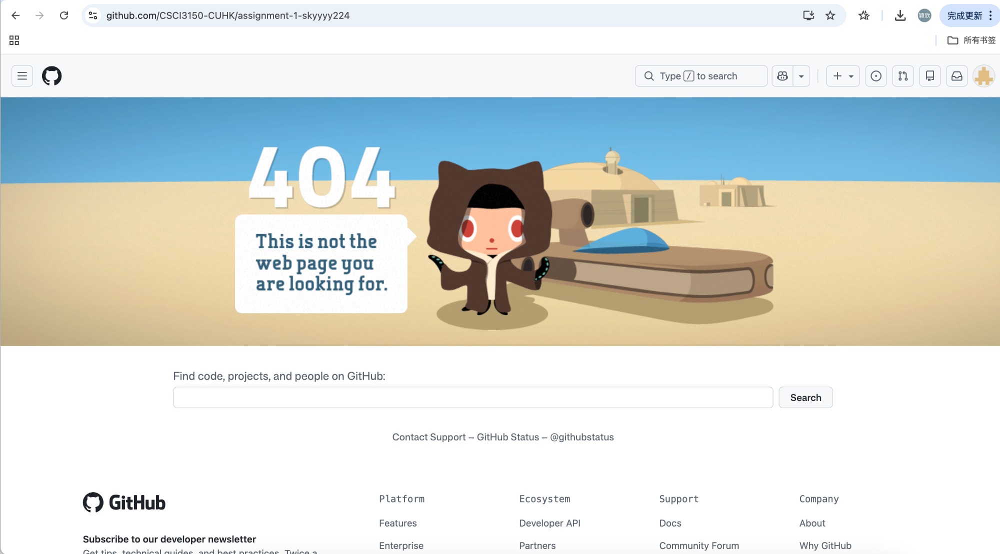 github.com/CSCI3150-CUHK/assignment-1-skyyyy224
颖欣
完成更新
所有书签
Type / to search
404
This is not the
web page you
are looking for.
Find code, projects, and people on GitHub:
Search
Contact Support — GitHub Status — @githubstatus
GitHub
Platform
Ecosystem
Support
Company
Features
Developer API
Docs
About
Subscribe to our developer newsletter
Enterprise
Partners
Community Forum
Why GitHub
Get tips, technical guides, and best practices. Twice a